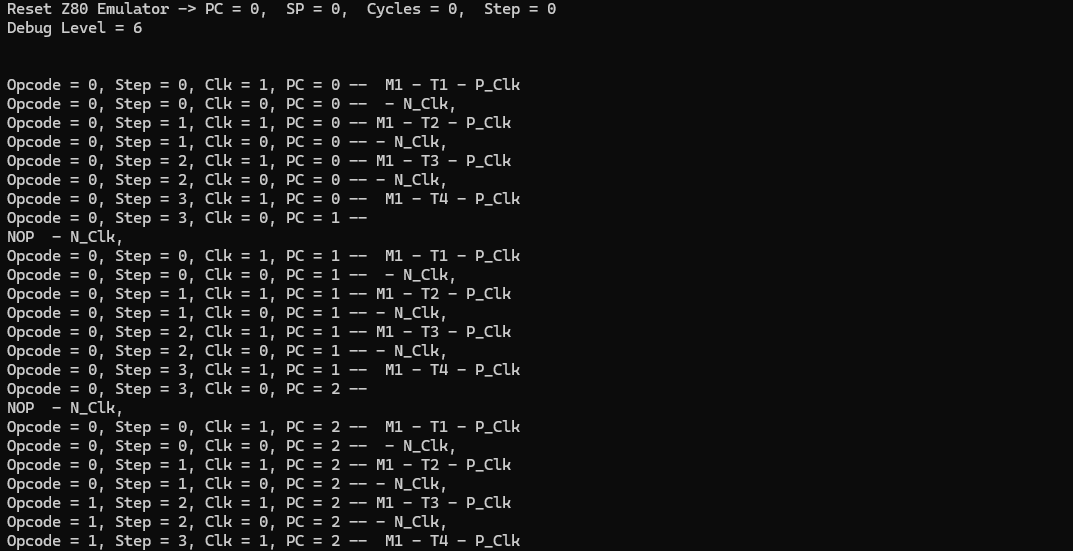 Reset Z80 Emulator -> PC = 0,  SP = 0,  Cycles = 0,  Step = 0
Debug Level = 6
Opcode = 0, Step = 0, Clk = 1, PC = 0 --  M1 - T1 - P_Clk
Opcode = 0, Step = 0, Clk = 0, PC = 0 --  - N_Clk,
Opcode = 0, Step = 1, Clk = 1, PC = 0 -- M1 - T2 - P_Clk
Opcode = 0, Step = 1, Clk = 0, PC = 0 -- - N_Clk,
Opcode = 0, Step = 2, Clk = 1, PC = 0 -- M1 - T3 - P_Clk
Opcode = 0, Step = 2, Clk = 0, PC = 0 -- - N_Clk,
Opcode = 0, Step = 3, Clk = 1, PC = 0 --  M1 - T4 - P_Clk
Opcode = 0, Step = 3, Clk = 0, PC = 1 --
NOP  - N_Clk,
Opcode = 0, Step = 0, Clk = 1, PC = 1 --  M1 - T1 - P_Clk
Opcode = 0, Step = 0, Clk = 0, PC = 1 --  - N_Clk,
Opcode = 0, Step = 1, Clk = 1, PC = 1 -- M1 - T2 - P_Clk
Opcode = 0, Step = 1, Clk = 0, PC = 1 -- - N_Clk,
Opcode = 0, Step = 2, Clk = 1, PC = 1 -- M1 - T3 - P_Clk
Opcode = 0, Step = 2, Clk = 0, PC = 1 -- - N_Clk,
Opcode = 0, Step = 3, Clk = 1, PC = 1 --  M1 - T4 - P_Clk
Opcode = 0, Step = 3, Clk = 0, PC = 2 --
NOP  - N_Clk,
Opcode = 0, Step = 0, Clk = 1, PC = 2 --  M1 - T1 - P_Clk
Opcode = 0, Step = 0, Clk = 0, PC = 2 --  - N_Clk,
Opcode = 0, Step = 1, Clk = 1, PC = 2 -- M1 - T2 - P_Clk
Opcode = 0, Step = 1, Clk = 0, PC = 2 -- - N_Clk,
Opcode = 1, Step = 2, Clk = 1, PC = 2 -- M1 - T3 - P_Clk
Opcode = 1, Step = 2, Clk = 0, PC = 2 -- - N_Clk,
Opcode = 1, Step = 3, Clk = 1, PC = 2 --  M1 - T4 - P_Clk